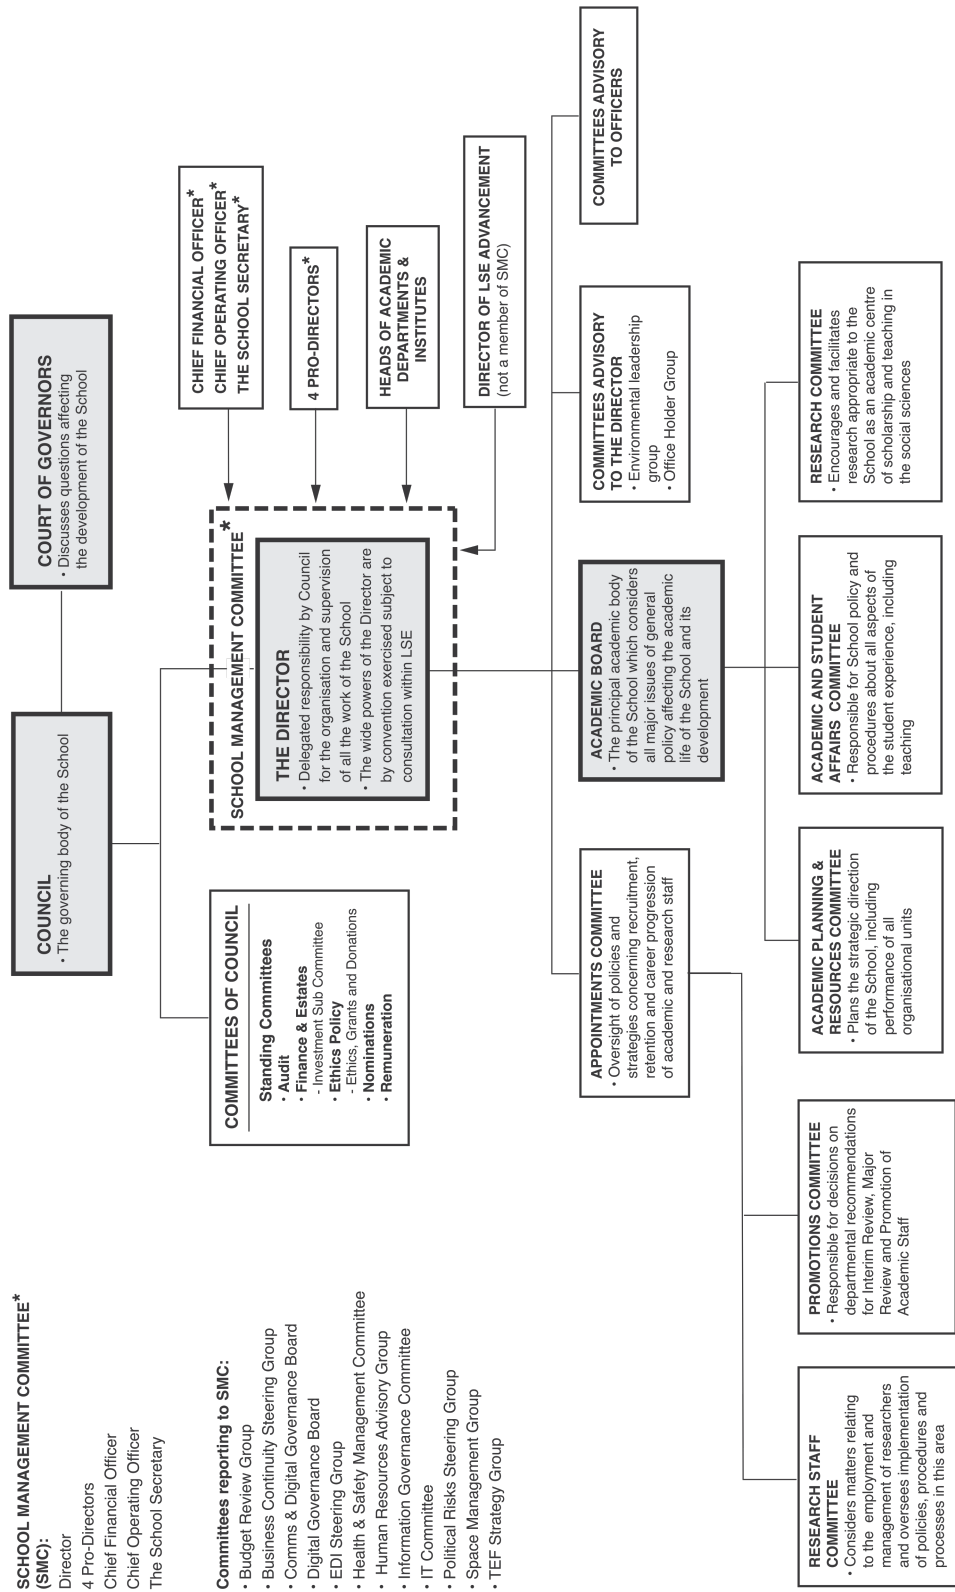 SCHOOL MANAGEMENT COMMITTEE*
(SMC):
Director
4 Pro-Directors
Chief Financial Officer
Chief Operating Officer
The School Secretary
Committees reporting to SMC:
• Budget Review Group
• Business Continuity Steering Group
• Comms & Digital Governance Board
• Digital Governance Board
• EDI Steering Group
• Health & Safety Management Committee
• Human Resources Advisory Group
• Information Governance Committee
• IT Committee
• Political Risks Steering Group
• Space Management Group
• TEF Strategy Group
COUNCIL
• The governing body of the School
COURT OF GOVERNORS
• Discusses questions affecting
the development of the School
COMMITTEES OF COUNCIL
Standing Committees
• Audit
• Finance & Estates
- Investment Sub Committee
• Ethics Policy
- Ethics, Grants and Donations
• Nominations
• Remuneration
SCHOOL MANAGEMENT COMMITTEE*
THE DIRECTOR
• Delegated responsibility by Council
for the organisation and supervision
of all the work of the School
• The wide powers of the Director are
by convention exercised subject to
consultation within LSE
CHIEF FINANCIAL OFFICER*
CHIEF OPERATING OFFICER*
THE SCHOOL SECRETARY*
4 PRO-DIRECTORS*
HEADS OF ACADEMIC
DEPARTMENTS &
INSTITUTES
DIRECTOR OF LSE ADVANCEMENT
(not a member of SMC)
APPOINTMENTS COMMITTEE
• Oversight of policies and
strategies concerning recruitment,
retention and career progression
of academic and research staff
ACADEMIC BOARD
• The principal academic body
of the School which considers
all major issues of general
policy affecting the academic
life of the School and its
development
COMMITTEES ADVISORY
TO THE DIRECTOR
• Environmental leadership
group
• Office Holder Group
COMMITTEES ADVISORY
TO OFFICERS
RESEARCH STAFF
COMMITTEE
• Considers matters relating
to the employment and
management of researchers
and oversees implementation
of policies, procedures and
processes in this area
PROMOTIONS COMMITTEE
• Responsible for decisions on
departmental recommendations
for Interim Review, Major
Review and Promotion of
Academic Staff
ACADEMIC PLANNING &
RESOURCES COMMITTEE
• Plans the strategic direction
of the School, including
performance of all
organisational units
ACADEMIC AND STUDENT
AFFAIRS COMMITTEE
• Responsible for School policy and
procedures about all aspects of
the student experience, including
teaching
RESEARCH COMMITTEE
• Encourages and facilitates
research appropriate to the
School as an academic centre
of scholarship and teaching in
the social sciences